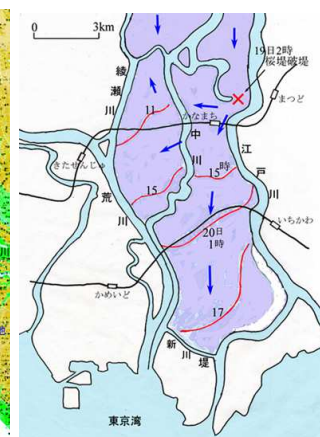 0 3km
19日2時
桜堤破堤
まつど
綾瀬川
11
かなまち
中川
きたせんじゅ
江戸川
15
15時
荒川
いちかわ
20日
1時
かめいど
17
新川堤
東京湾
川